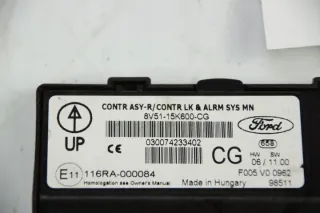 CONTR ASY-R/ CONTR LK & ALRM SYS MN
8V51-15K600-CG
Ford
UP
CE
030074233402
CG
658
HW SW
06 / 11.00
E11 116RA-000084
F005 V0 0962
Homologation see Owner's Manual
Made in Hungary
98511